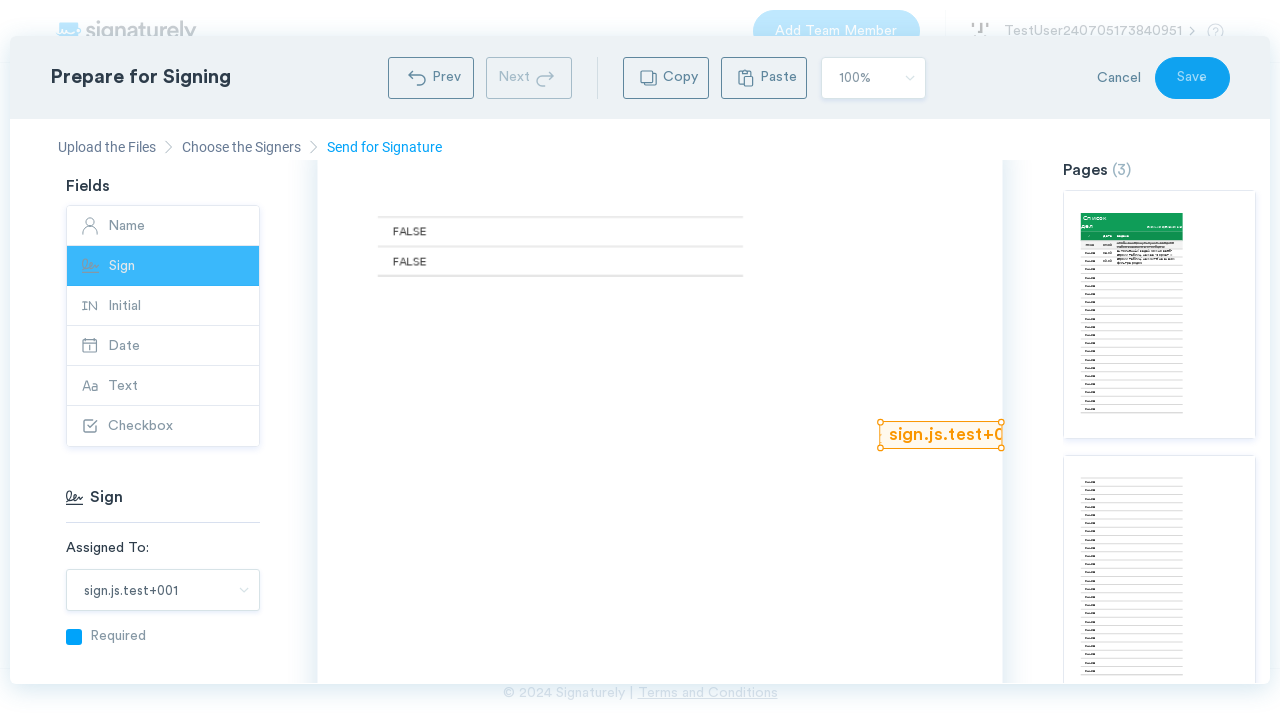 signaturely
Add Team Member
TestUser240705173840951
Prepare for Signing
Prev
Next
Copy
Paste
100%
Cancel
Save
Upload the Files
Choose the Signers
Send for Signature
Fields
Name
Sign
Initial
Date
Text
Checkbox
Sign
Assigned To:
sign.js.test+001
Required
FALSE
FALSE
sign.js.test+0
Pages (3)
Список
дел
© 2024 Signaturely | Terms and Conditions